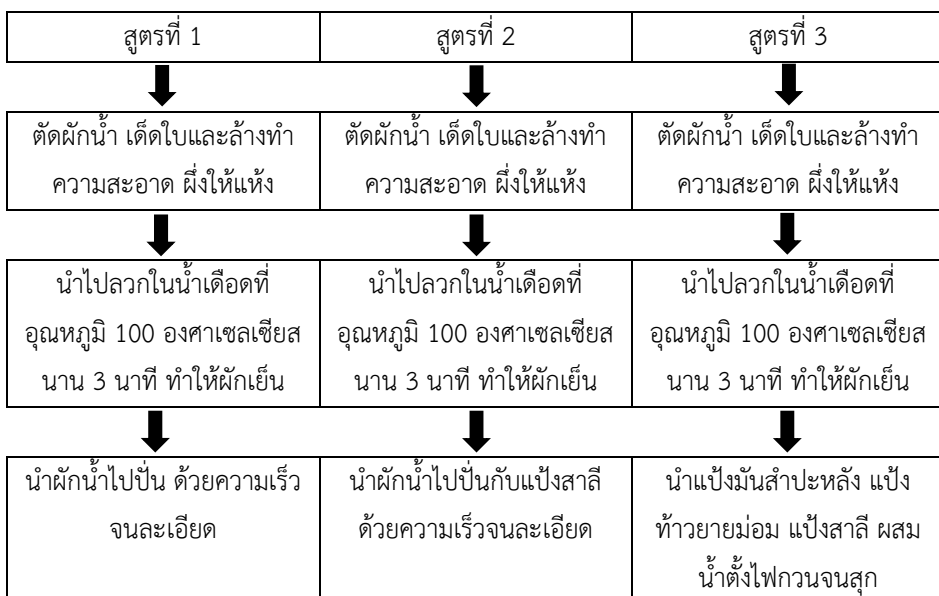 สูตรที่ 1
สูตรที่ 2
สูตรที่ 3
ตัดผักน้ำ เด็ดใบและล้างทำ
ความสะอาด ผึ่งให้แห้ง
ตัดผักน้ำ เด็ดใบและล้างทำ
ความสะอาด ผึ่งให้แห้ง
ตัดผักน้ำ เด็ดใบและล้างทำ
ความสะอาด ผึ่งให้แห้ง
นำไปลวกในน้ำเดือดที่
อุณหภูมิ 100 องศาเซลเซียส
นาน 3 นาที ทำให้ผักเย็น
นำไปลวกในน้ำเดือดที่
อุณหภูมิ 100 องศาเซลเซียส
นาน 3 นาที ทำให้ผักเย็น
นำไปลวกในน้ำเดือดที่
อุณหภูมิ 100 องศาเซลเซียส
นาน 3 นาที ทำให้ผักเย็น
นำผักน้ำไปปั่น ด้วยความเร็ว
จนละเอียด
นำผักน้ำไปปั่นกับแป้งสาลี
ด้วยความเร็วจนละเอียด
นำแป้งมันสำปะหลัง แป้ง
ท้าวยายม่อม แป้งสาลี ผสม
น้ำตั้งไฟกวนจนสุก